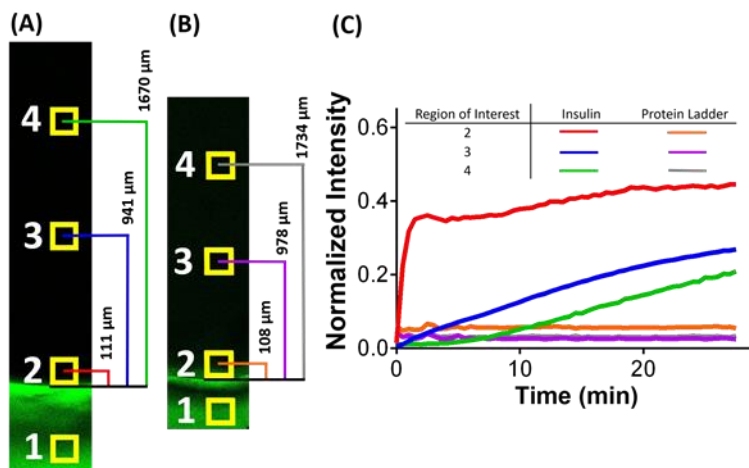 (A)
4
3
2
1
1670 µm
941 µm
111 µm
(B)
4
3
2
1
1734 µm
978 µm
108 µm
(C)
Region of Interest Insulin Protein Ladder
2
3
4
Normalized Intensity
0.6
0.4
0.2
0.0
0 10 20
Time (min)